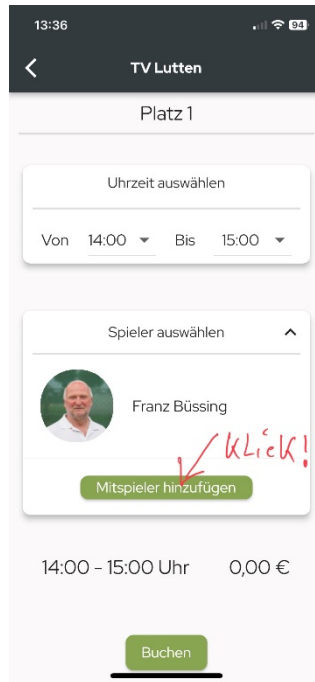 13:36
94
TV Lutten
Platz 1
Uhrzeit auswählen
Von 14:00 Bis 15:00
Spieler auswählen
Franz Büssing
KLicK!
Mitspieler hinzufügen
14:00 - 15:00 Uhr 0,00 €
Buchen